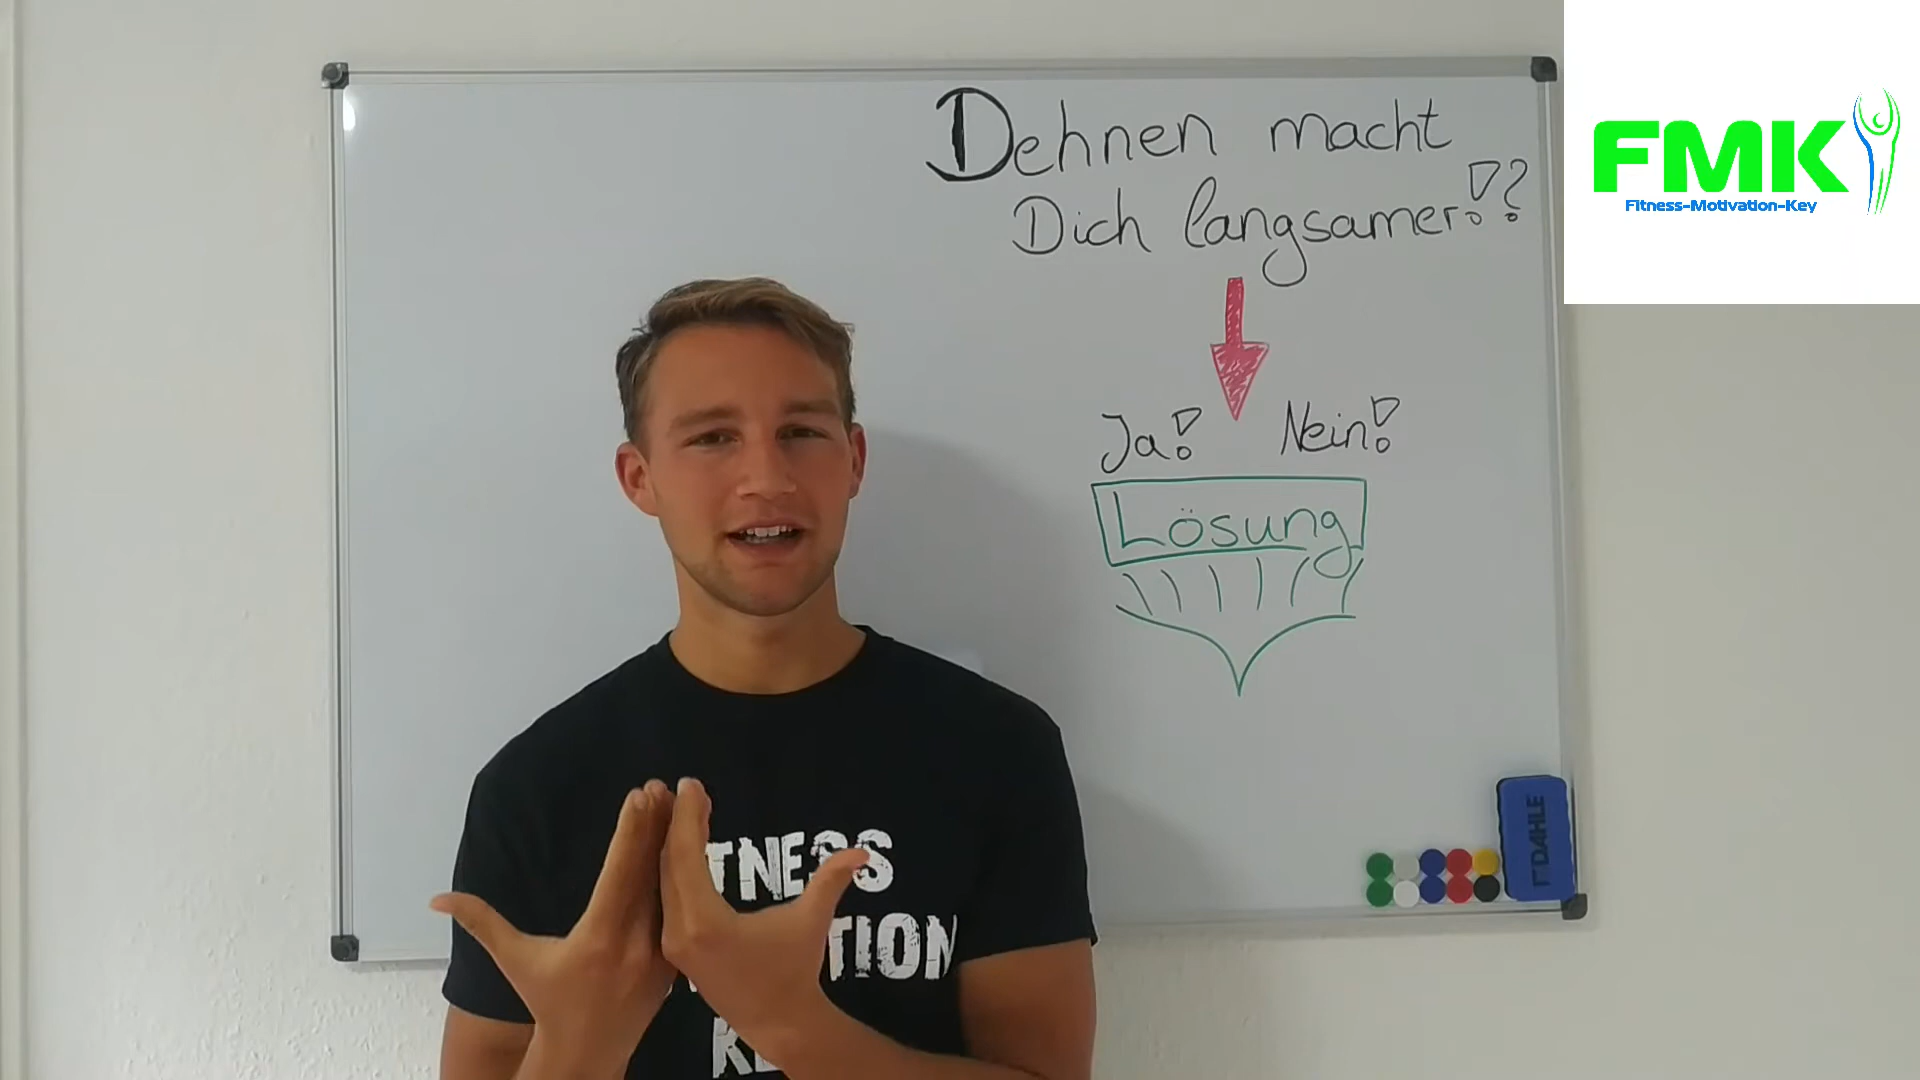 Dehnen macht
Dich langsamer!?
Ja! Nein!
Lösung
FMK
Fitness-Motivation-Key
DAHLE